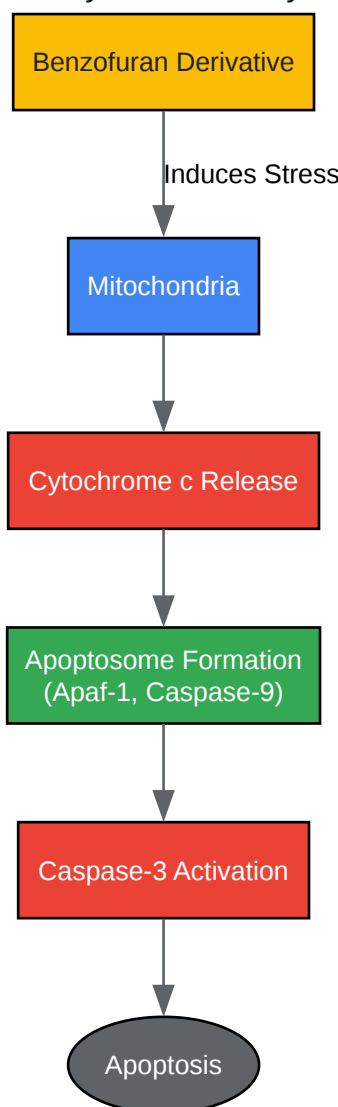 Benzofuran Derivative
Induces Stress
Mitochondria
Cytochrome c Release
Apoptosome Formation
(Apaf-1, Caspase-9)
Caspase-3 Activation
Apoptosis